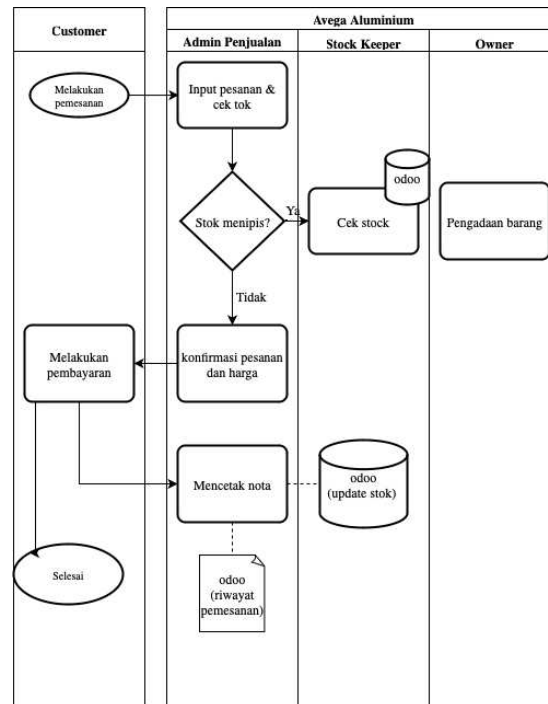 Customer
Avega Aluminium
Admin Penjualan
Stock Keeper
Owner
Melakukan
pemesanan
Input pesanan &
cek tok
odoo
Stok menipis?
Ya
Cek stock
Pengadaan barang
Tidak
Melakukan
pembayaran
konfirmasi pesanan
dan harga
Mencetak nota
odoo
(update stok)
Selesai
odoo
(riwayat
pemesanan)